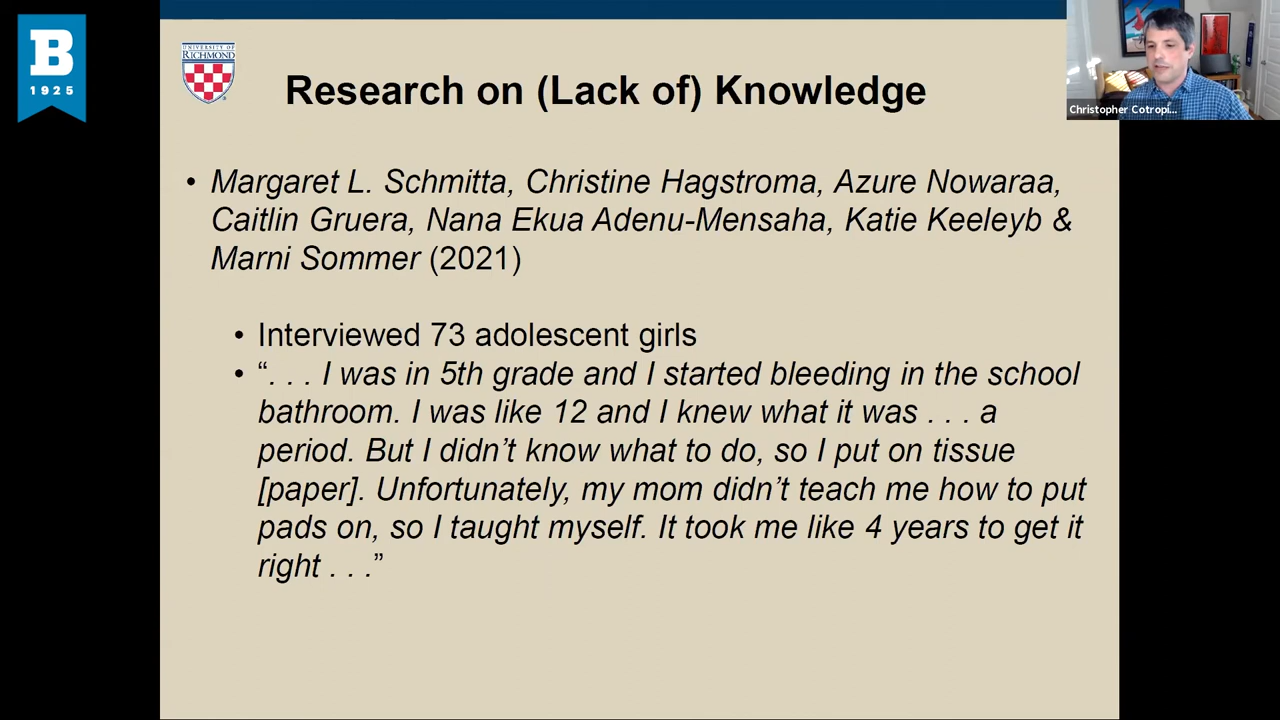 B
1925
UNIVERSITY OF
RICHMOND
Research on (Lack of) Knowledge
Christopher Cotropi...
• Margaret L. Schmitta, Christine Hagstroma, Azure Nowaraa,
Caitlin Gruera, Nana Ekua Adenu-Mensaha, Katie Keeleyb &
Marni Sommer (2021)
• Interviewed 73 adolescent girls
• “. . . I was in 5th grade and I started bleeding in the school
bathroom. I was like 12 and I knew what it was . . . a
period. But I didn’t know what to do, so I put on tissue
[paper]. Unfortunately, my mom didn’t teach me how to put
pads on, so I taught myself. It took me like 4 years to get it
right . . .”